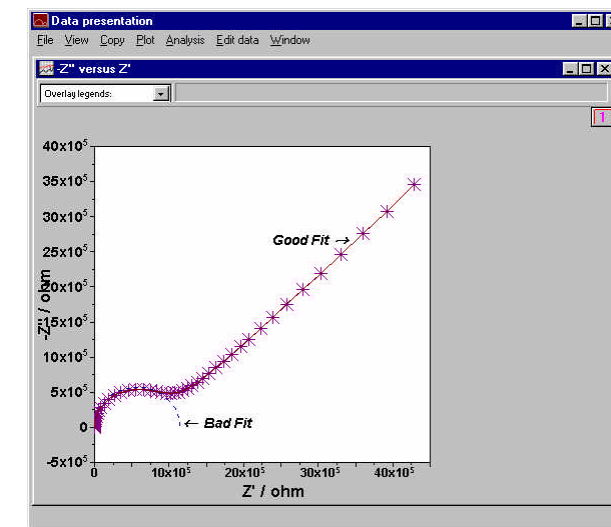 Data presentation
File View Copy Plot Analysis Edit data Window
-Z'' versus Z'
Overlay legends:
1
40x10⁵
35x10⁵
30x10⁵
25x10⁵
20x10⁵
15x10⁵
10x10⁵
5x10⁵
0
-5x10⁵
-Z'' / ohm
Good Fit →
← Bad Fit
0 10x10⁵ 20x10⁵ 30x10⁵ 40x10⁵
Z' / ohm